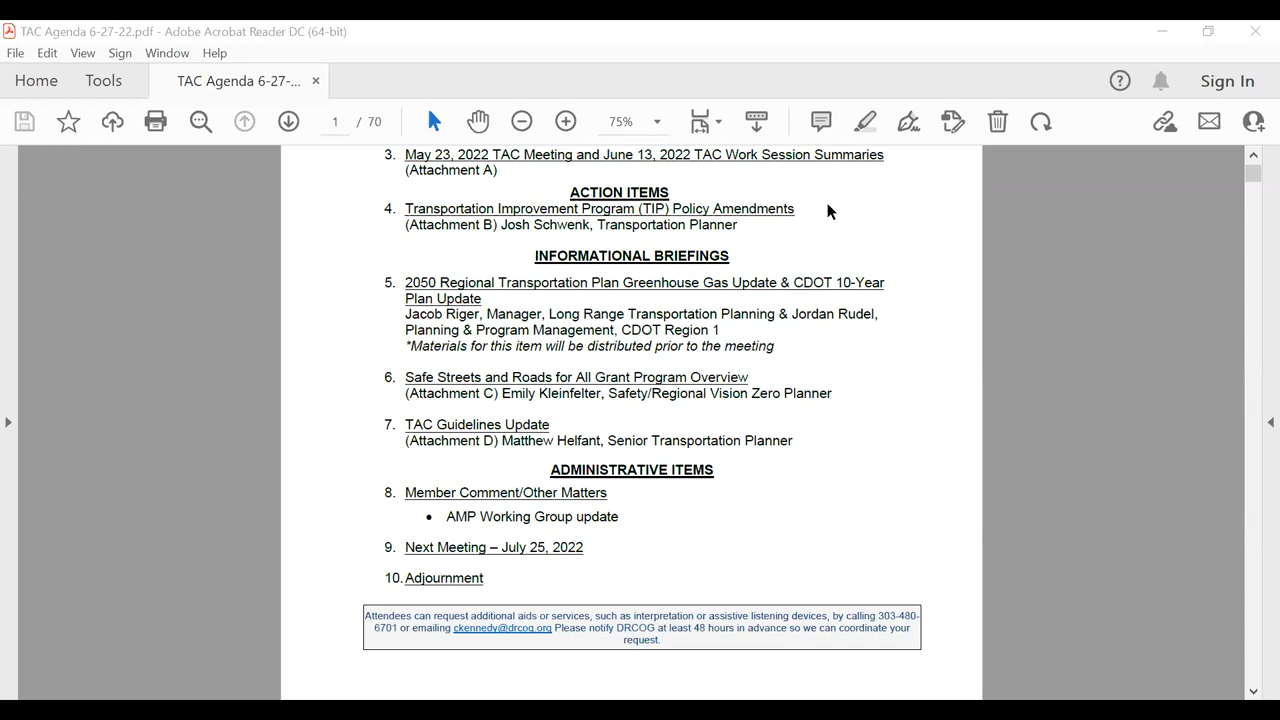 TAC Agenda 6-27-22.pdf - Adobe Acrobat Reader DC (64-bit)
File Edit View Sign Window Help
Home Tools TAC Agenda 6-27-... × Sign In
1 / 70 75%
3. May 23, 2022 TAC Meeting and June 13, 2022 TAC Work Session Summaries
(Attachment A)
ACTION ITEMS
4. Transportation Improvement Program (TIP) Policy Amendments
(Attachment B) Josh Schwenk, Transportation Planner
INFORMATIONAL BRIEFINGS
5. 2050 Regional Transportation Plan Greenhouse Gas Update & CDOT 10-Year
Plan Update
Jacob Riger, Manager, Long Range Transportation Planning & Jordan Rudel,
Planning & Program Management, CDOT Region 1
*Materials for this item will be distributed prior to the meeting
6. Safe Streets and Roads for All Grant Program Overview
(Attachment C) Emily Kleinfelter, Safety/Regional Vision Zero Planner
7. TAC Guidelines Update
(Attachment D) Matthew Helfant, Senior Transportation Planner
ADMINISTRATIVE ITEMS
8. Member Comment/Other Matters
• AMP Working Group update
9. Next Meeting – July 25, 2022
10. Adjournment
Attendees can request additional aids or services, such as interpretation or assistive listening devices, by calling 303-480-
6701 or emailing ckennedy@drcog.org Please notify DRCOG at least 48 hours in advance so we can coordinate your
request.